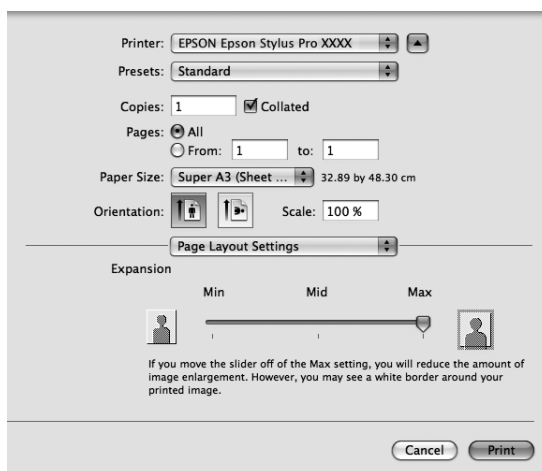 Printer: EPSON Epson Stylus Pro XXXX
Presets: Standard
Copies: 1 Collated
Pages: All
From: 1 to: 1
Paper Size: Super A3 (Sheet ... 32.89 by 48.30 cm
Orientation: Scale: 100 %
Page Layout Settings
Expansion
Min Mid Max
If you move the slider off of the Max setting, you will reduce the amount of
image enlargement. However, you may see a white border around your
printed image.
Cancel Print